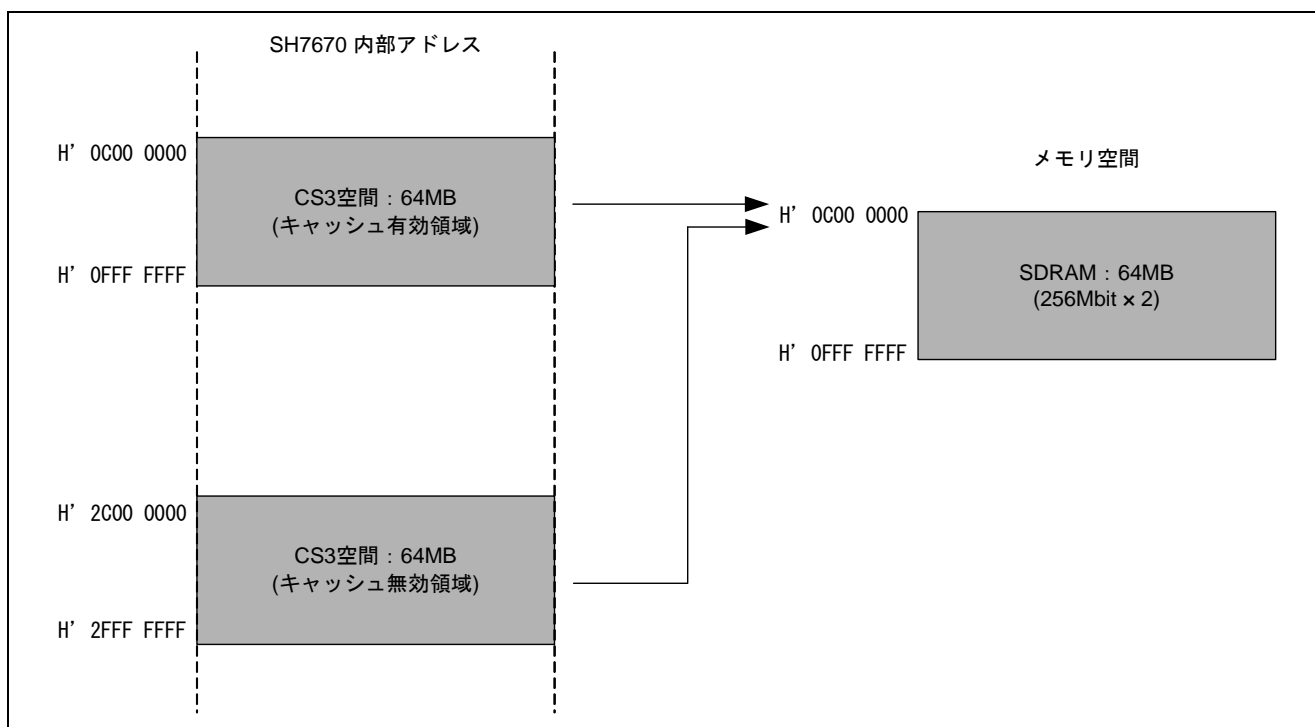 SH7670 内部アドレス
H' 0C00 0000
CS3空間：64MB
(キャッシュ有効領域)
H' 0FFF FFFF
メモリ空間
H' 0C00 0000
SDRAM：64MB
(256Mbit × 2)
H' 0FFF FFFF
H' 2C00 0000
CS3空間：64MB
(キャッシュ無効領域)
H' 2FFF FFFF